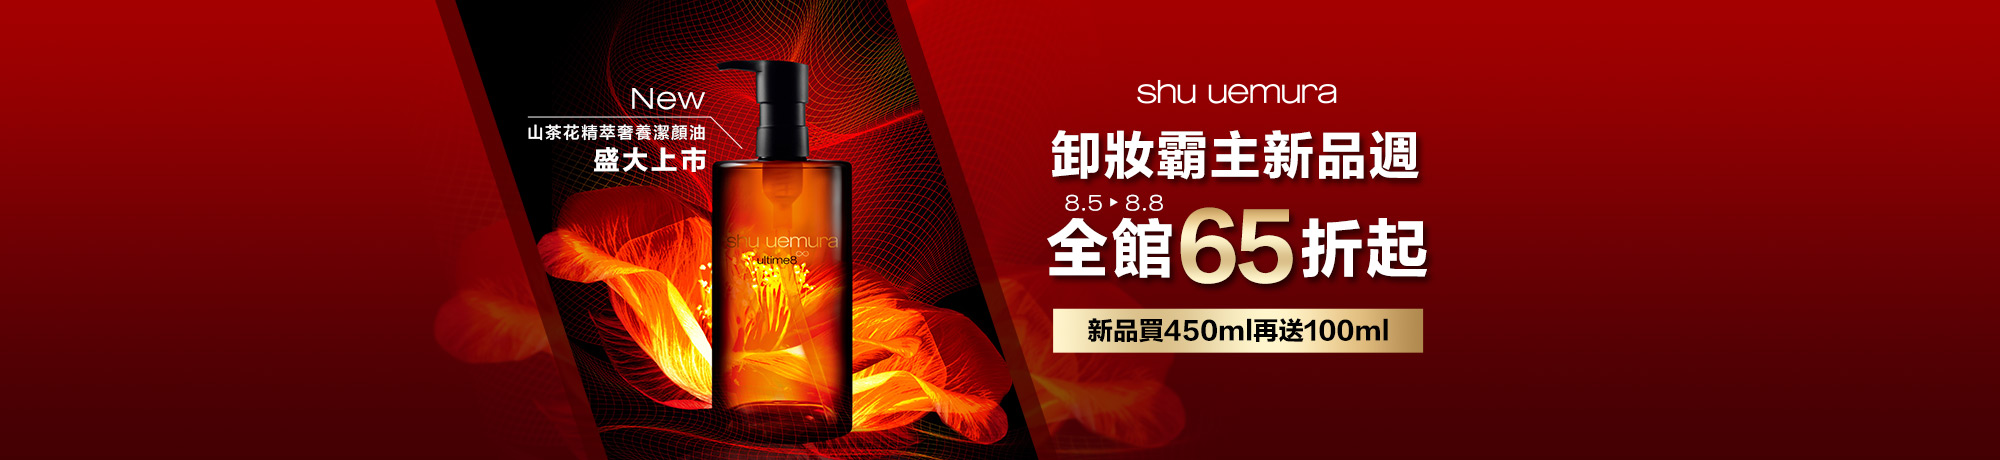 New
山茶花精萃奢養潔顏油
盛大上市
shu uemura
ultime8
∞
shu uemura
卸妝霸主新品週
8.5 ▸ 8.8
全館65折起
新品買450ml再送100ml